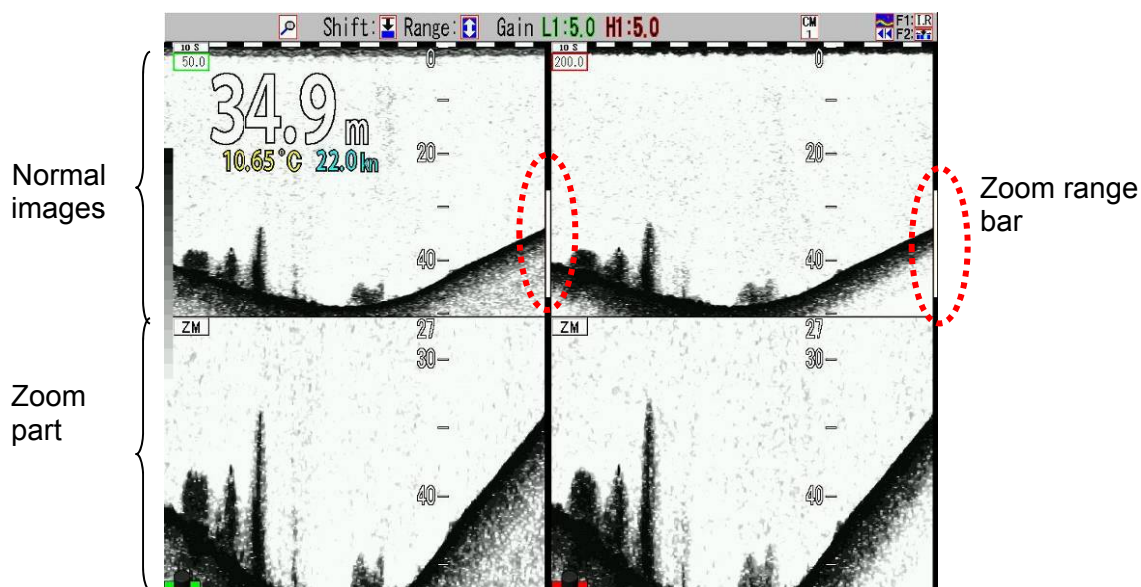 Shift: Range: Gain L1:5.0 H1:5.0 CM 1 F1: I.R F2:
10 S
50.0
0
34.9 m
10.65°C 22.0 kn
20
40
10 S
200.0
0
20
40
Normal
images
Zoom range
bar
ZM
27
30
40
ZM
27
30
40
Zoom
part